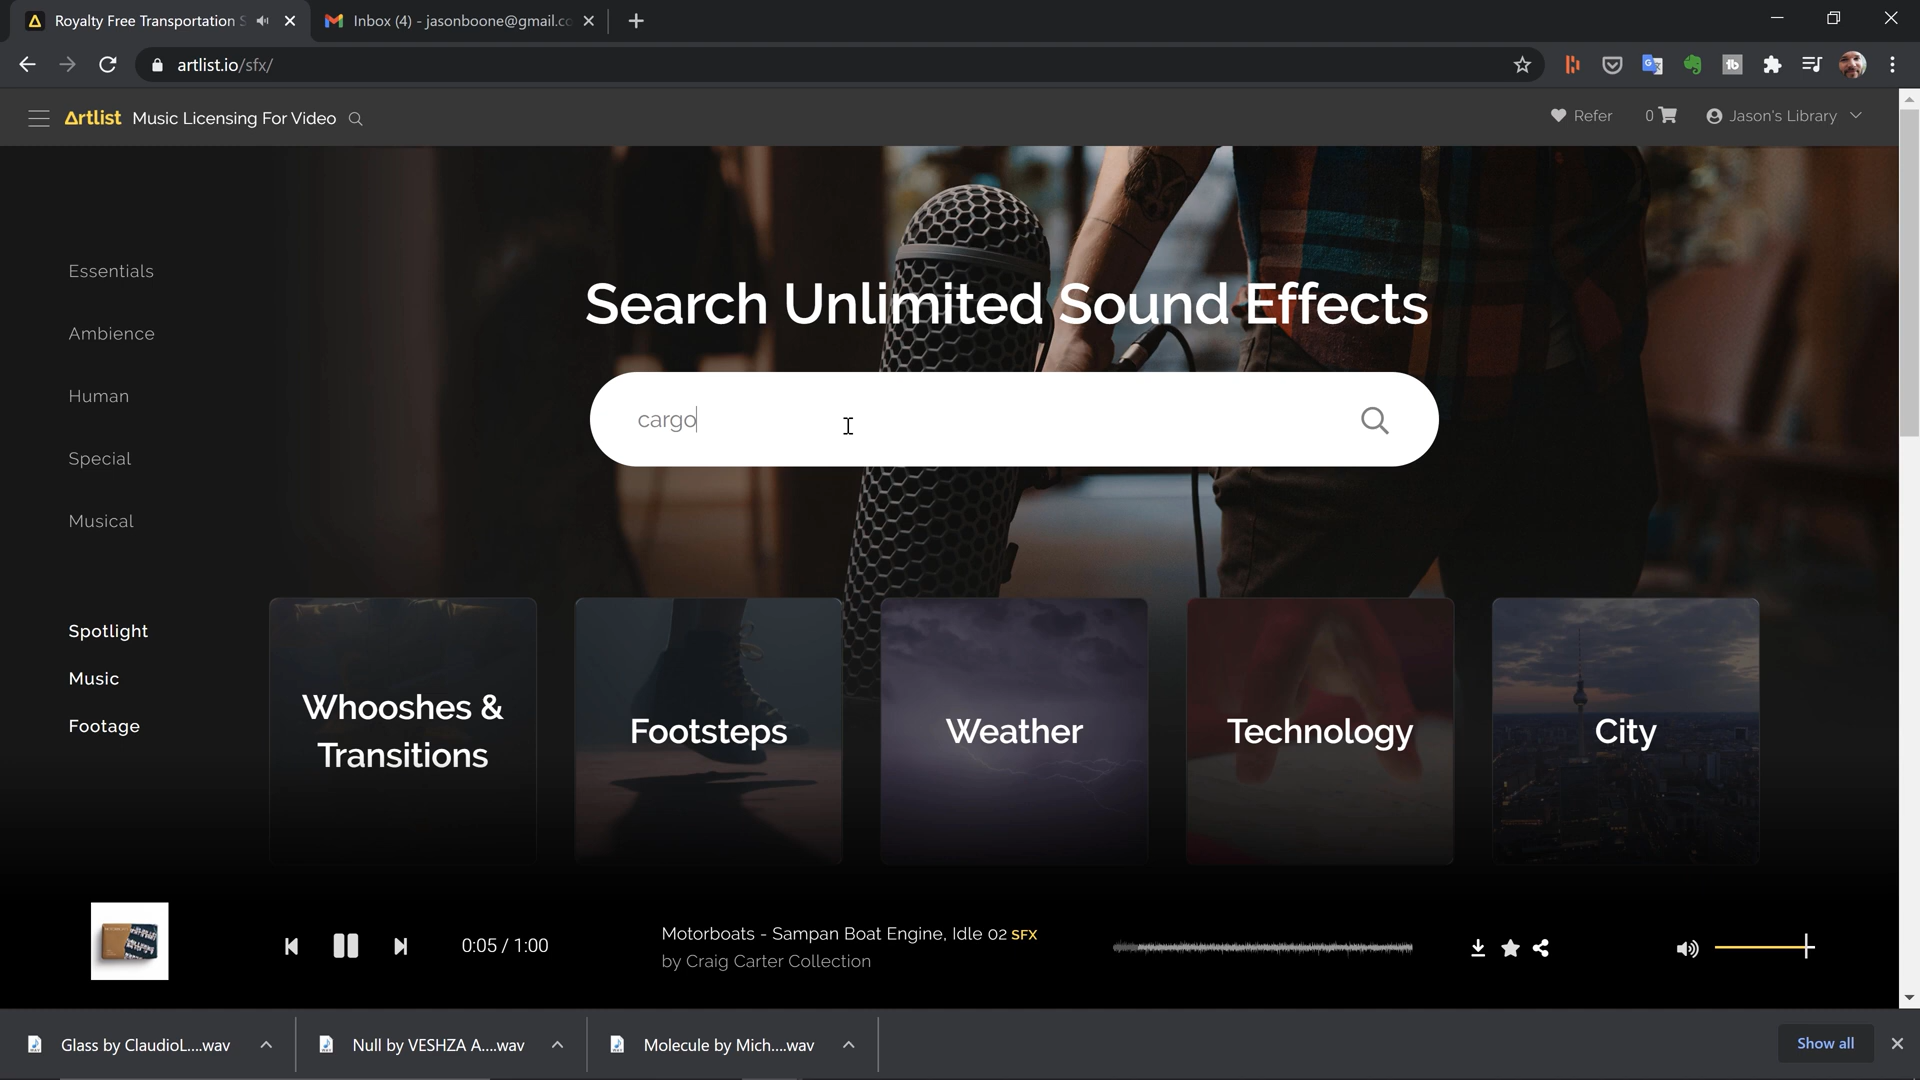 Royalty Free Transportation S
Inbox (4) - jasonboone@gmail.co
artlist.io/sfx/
Artlist Music Licensing For Video
Refer
0
Jason's Library
Essentials
Ambience
Human
Special
Musical
Spotlight
Music
Footage
Search Unlimited Sound Effects
cargo
Whooshes &
Transitions
Footsteps
Weather
Technology
City
0:05 / 1:00
Motorboats - Sampan Boat Engine, Idle 02 SFX
by Craig Carter Collection
Glass by ClaudioL....wav
Null by VESHZA A....wav
Molecule by Mich....wav
Show all